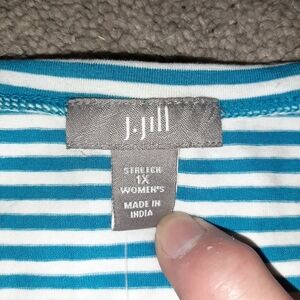 J.Jill
STRETCH
1X
WOMEN'S
MADE IN
INDIA